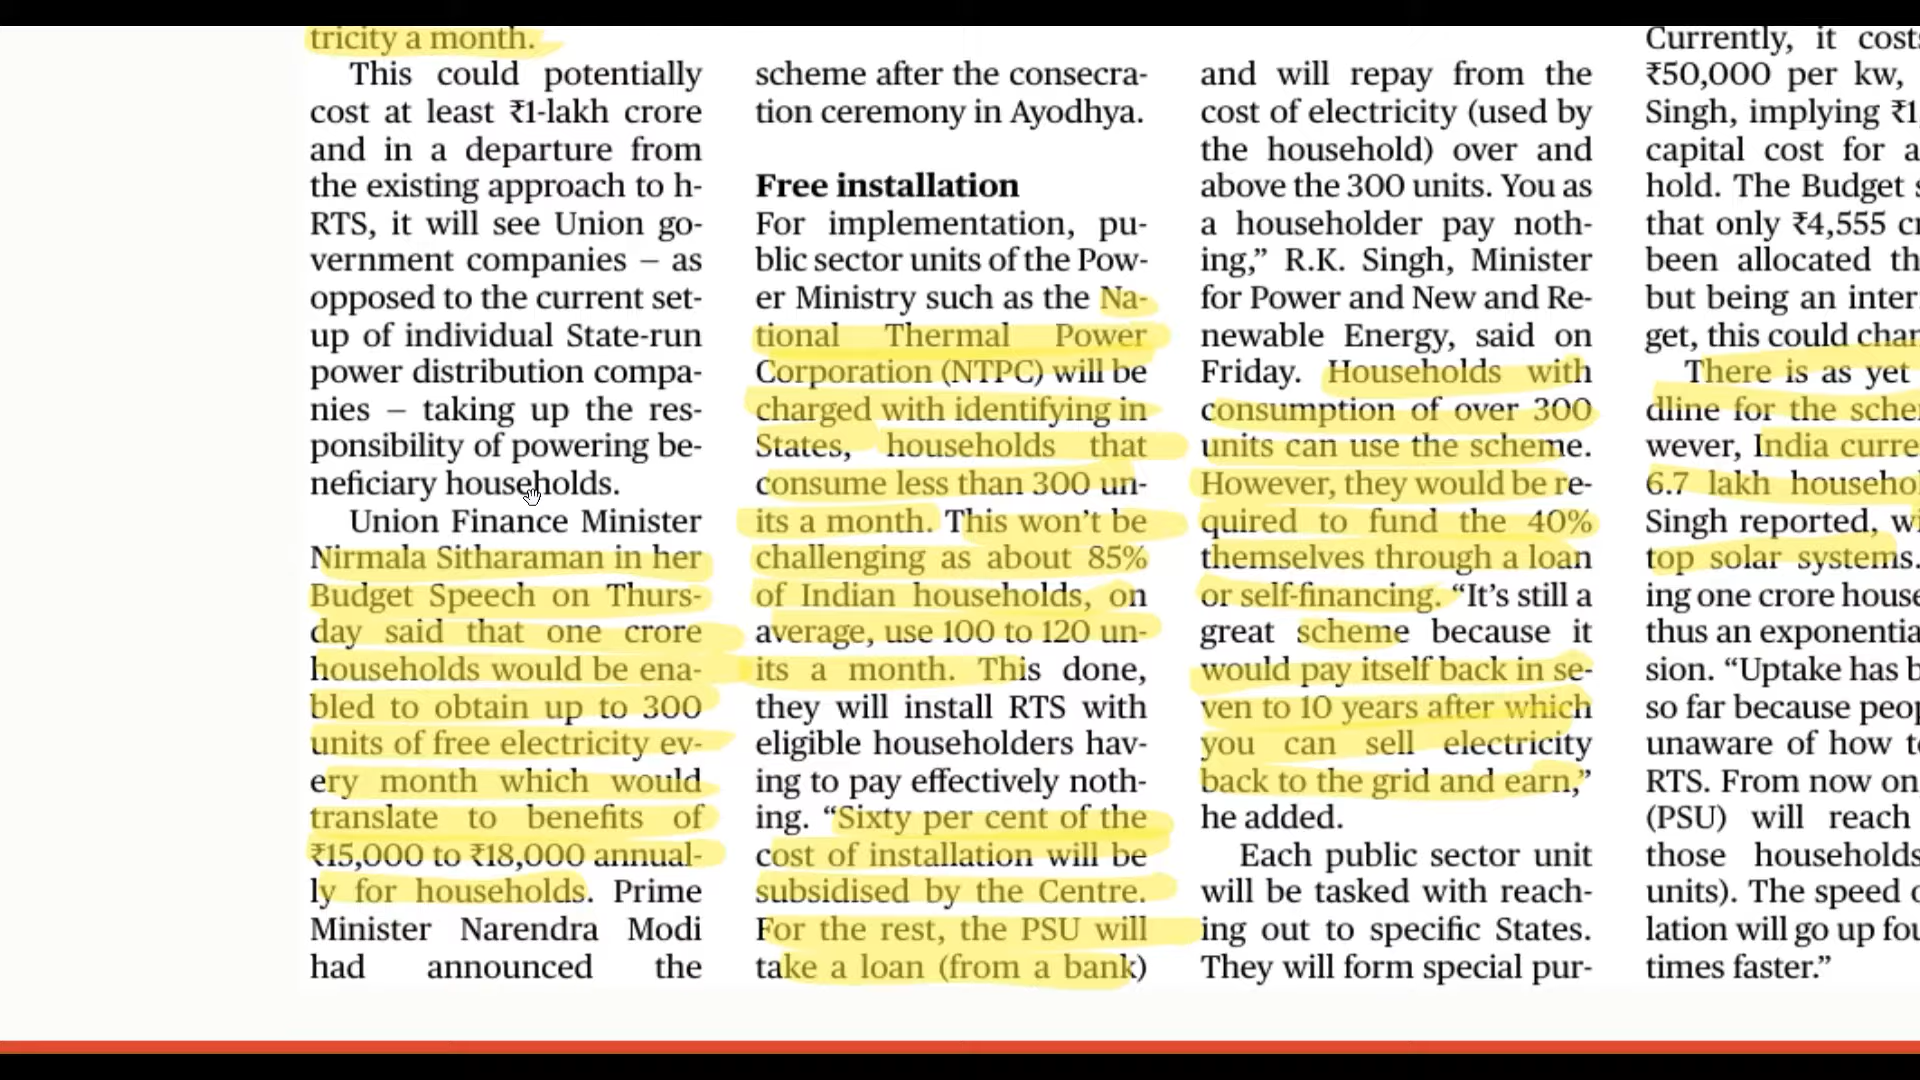 tricity a month.
This could potentially
cost at least ₹1-lakh crore
and in a departure from
the existing approach to h-
RTS, it will see Union go-
vernment companies – as
opposed to the current set-
up of individual State-run
power distribution compa-
nies – taking up the res-
ponsibility of powering be-
neficiary households.
Union Finance Minister
Nirmala Sitharaman in her
Budget Speech on Thurs-
day said that one crore
households would be ena-
bled to obtain up to 300
units of free electricity ev-
ery month which would
translate to benefits of
₹15,000 to ₹18,000 annual-
ly for households. Prime
Minister Narendra Modi
had announced the
scheme after the consecra-
tion ceremony in Ayodhya.
Free installation
For implementation, pu-
blic sector units of the Pow-
er Ministry such as the Na-
tional Thermal Power
Corporation (NTPC) will be
charged with identifying in
States, households that
consume less than 300 un-
its a month. This won't be
challenging as about 85%
of Indian households, on
average, use 100 to 120 un-
its a month. This done,
they will install RTS with
eligible householders hav-
ing to pay effectively noth-
ing. “Sixty per cent of the
cost of installation will be
subsidised by the Centre.
For the rest, the PSU will
take a loan (from a bank)
and will repay from the
cost of electricity (used by
the household) over and
above the 300 units. You as
a householder pay noth-
ing,” R.K. Singh, Minister
for Power and New and Re-
newable Energy, said on
Friday. Households with
consumption of over 300
units can use the scheme.
However, they would be re-
quired to fund the 40%
themselves through a loan
or self-financing. “It's still a
great scheme because it
would pay itself back in se-
ven to 10 years after which
you can sell electricity
back to the grid and earn,”
he added.
Each public sector unit
will be tasked with reach-
ing out to specific States.
They will form special pur-
Currently, it costs
₹50,000 per kw,
Singh, implying ₹1
capital cost for a
hold. The Budget s
that only ₹4,555 cr
been allocated th
but being an inter
get, this could chan
There is as yet
dline for the sche
wever, India curre
6.7 lakh househo
Singh reported, wi
top solar systems.
ing one crore house
thus an exponentia
sion. “Uptake has b
so far because peop
unaware of how t
RTS. From now on
(PSU) will reach
those households
units). The speed o
lation will go up fou
times faster.”